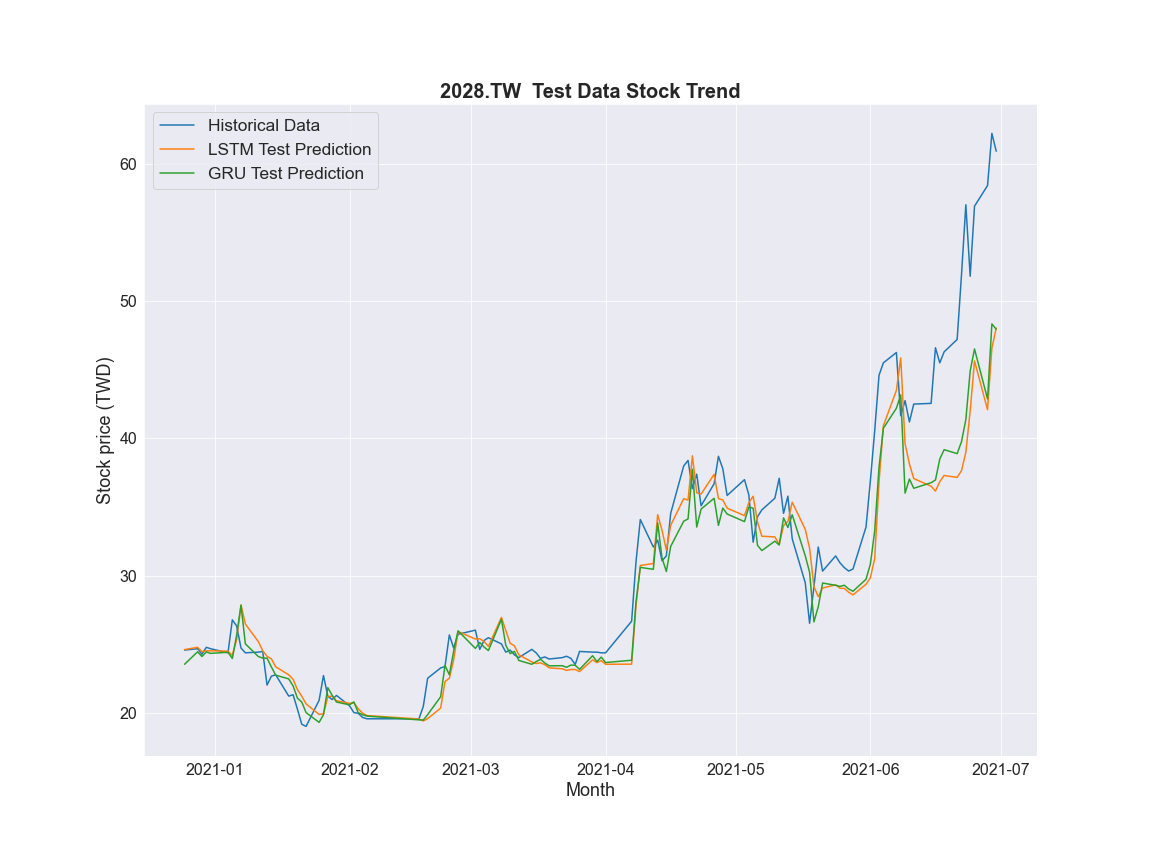 2028.TW  Test Data Stock Trend
Historical Data
LSTM Test Prediction
GRU Test Prediction
Stock price (TWD)
60
50
40
30
20
2021-01 2021-02 2021-03 2021-04 2021-05 2021-06 2021-07
Month